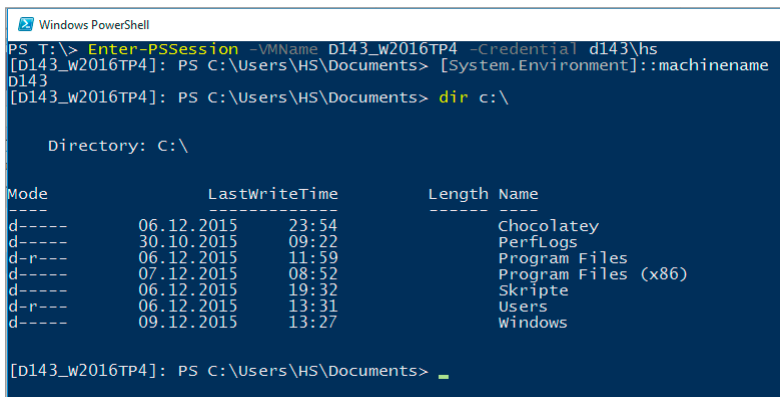 Windows PowerShell
PS T:\> Enter-PSSession -VMName D143_W2016TP4 -Credential d143\hs
[D143_W2016TP4]: PS C:\Users\HS\Documents> [System.Environment]::machinename
D143
[D143_W2016TP4]: PS C:\Users\HS\Documents> dir c:\
Directory: C:\
Mode LastWriteTime Length Name
---- ------------- ------ ----
d----- 06.12.2015 23:54 Chocolatey
d----- 30.10.2015 09:22 PerfLogs
d-r--- 06.12.2015 11:59 Program Files
d----- 07.12.2015 08:52 Program Files (x86)
d----- 06.12.2015 19:32 Skripte
d-r--- 06.12.2015 13:31 Users
d----- 09.12.2015 13:27 Windows
[D143_W2016TP4]: PS C:\Users\HS\Documents> _